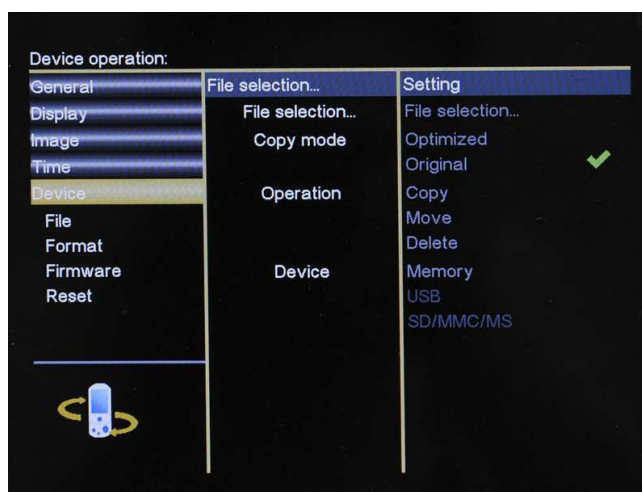 Device operation:
General
Display
Image
Time
Device
File
Format
Firmware
Reset
File selection...
File selection...
Copy mode
Operation
Device
Setting
File selection...
Optimized
Original
Copy
Move
Delete
Memory
USB
SD/MMC/MS